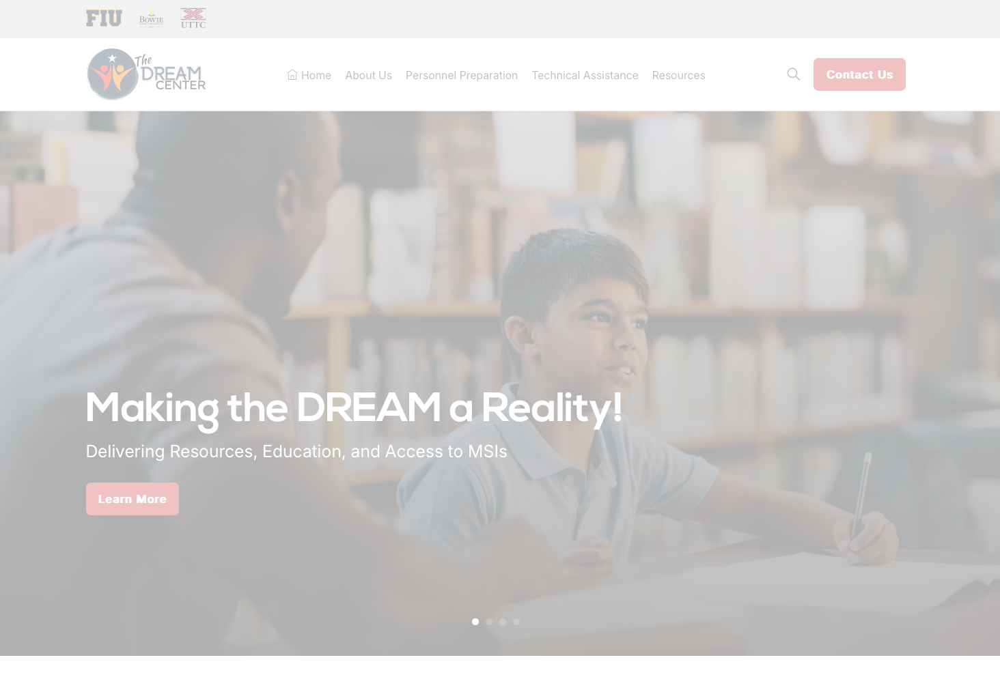 FIU
BOWIE
UTTC
The
DREAM
CENTER
Home
About Us
Personnel Preparation
Technical Assistance
Resources
Contact Us
Making the DREAM a Reality!
Delivering Resources, Education, and Access to MSIs
Learn More